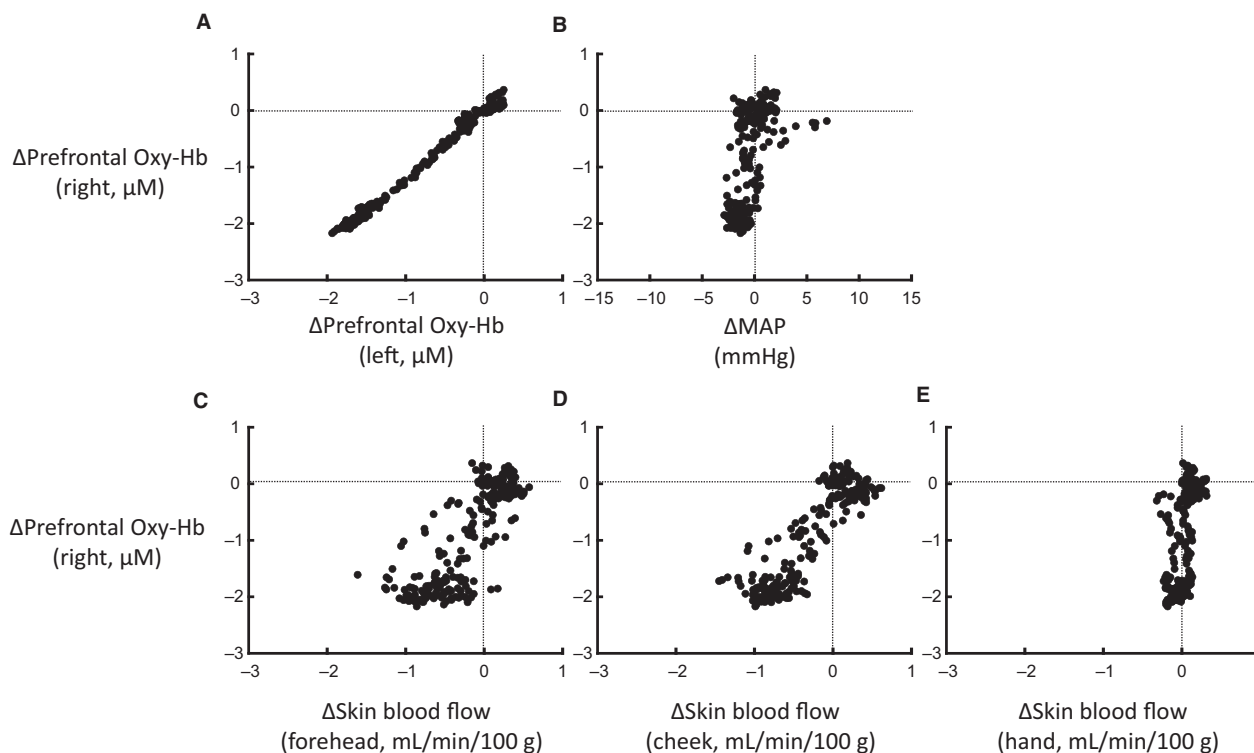 A
B
1
0
−1
−2
−3
−3
−2
−1
0
1
ΔPrefrontal Oxy-Hb
(right, μM)
ΔPrefrontal Oxy-Hb
(left, μM)
1
0
−1
−2
−3
−15
−10
−5
0
5
10
15
ΔMAP
(mmHg)
C
D
E
1
0
−1
−2
−3
−3
−2
−1
0
1
ΔPrefrontal Oxy-Hb
(right, μM)
ΔSkin blood flow
(forehead, mL/min/100 g)
1
0
−1
−2
−3
−3
−2
−1
0
1
ΔSkin blood flow
(cheek, mL/min/100 g)
1
0
−1
−2
−3
−3
−2
−1
0
ΔSkin blood flow
(hand, mL/min/100 g)